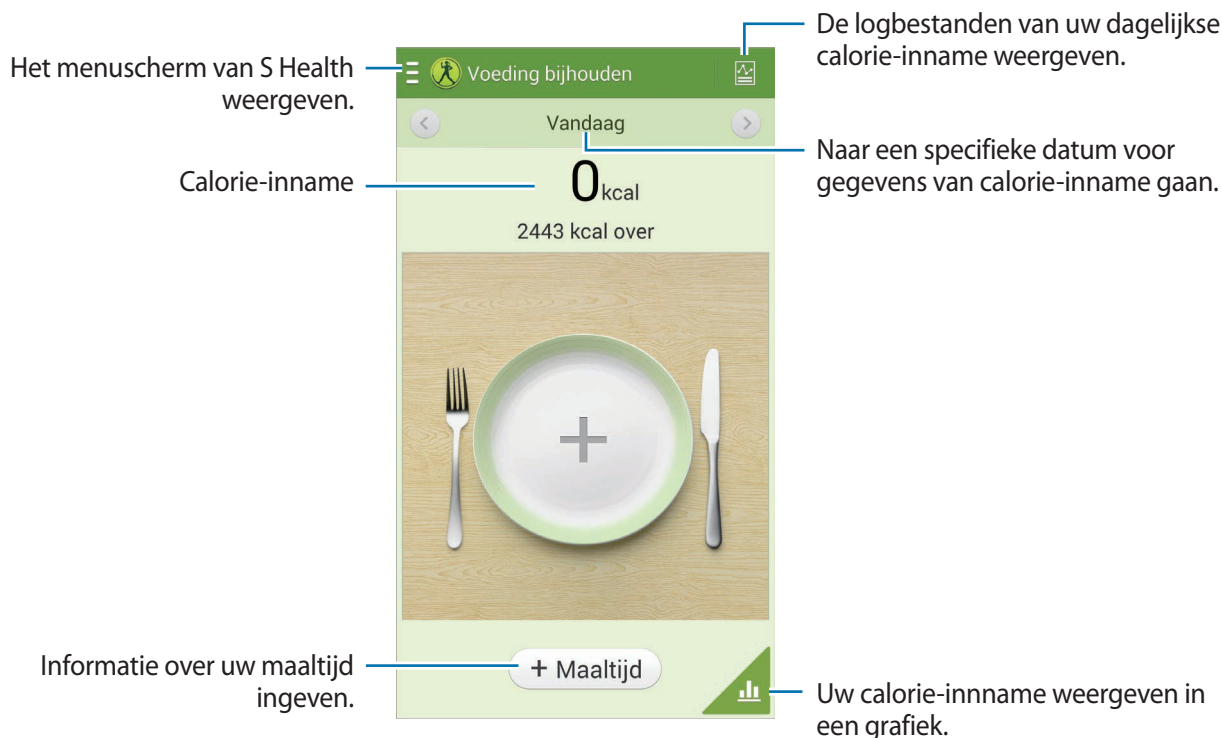 De logbestanden van uw dagelijkse
calorie-inname weergeven.
Het menuscherm van S Health
weergeven.
Voeding bijhouden
Vandaag
Naar een specifieke datum voor
gegevens van calorie-inname gaan.
Calorie-inname
0 kcal
2443 kcal over
Informatie over uw maaltijd
ingeven.
+ Maaltijd
Uw calorie-innname weergeven in
een grafiek.